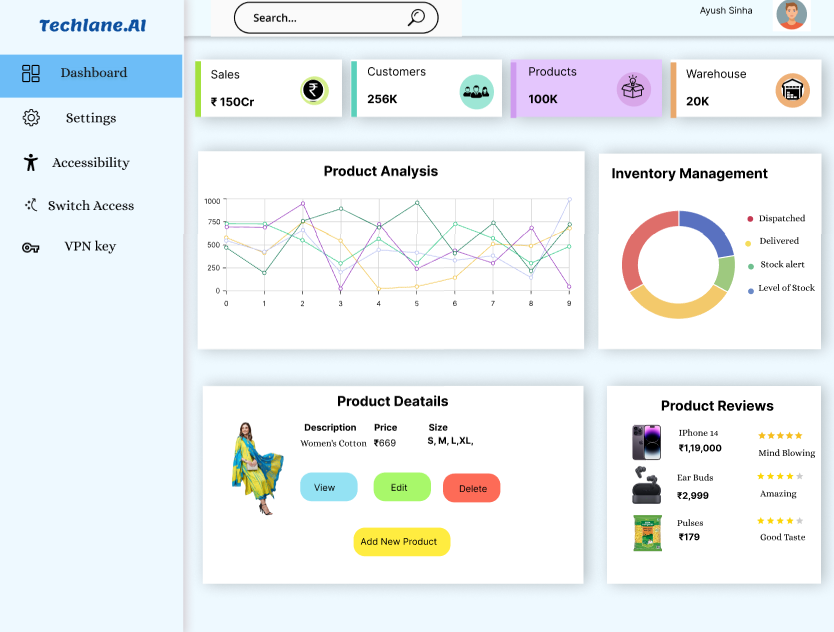 Techlane.AI
Search...
Ayush Sinha
Dashboard
Settings
Accessibility
Switch Access
VPN key
Sales
₹ 150Cr
Customers
256K
Products
100K
Warehouse
20K
Product Analysis
1000
750
500
250
0
0 1 2 3 4 5 6 7 8 9
Inventory Management
Dispatched
Delivered
Stock alert
Level of Stock
Product Deatails
Description Price Size
Women's Cotton ₹669 S, M, L,XL,
View Edit Delete
Add New Product
Product Reviews
IPhone 14
₹1,19,000
Mind Blowing
Ear Buds
₹2,999
Amazing
Pulses
₹179
Good Taste